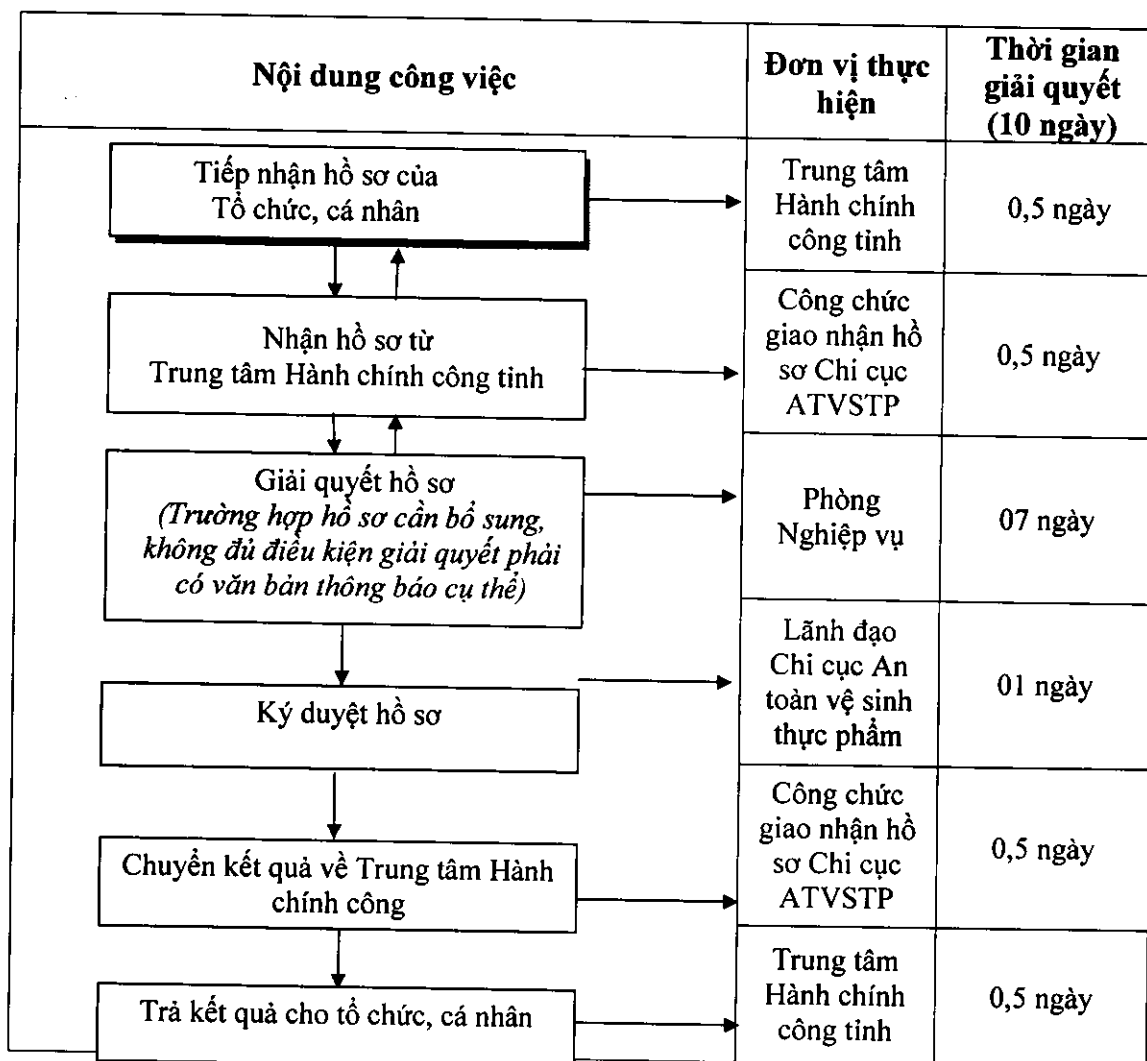 Nội dung công việc
Đơn vị thực
hiện
Thời gian
giải quyết
(10 ngày)
Tiếp nhận hồ sơ của
Tổ chức, cá nhân
Trung tâm
Hành chính
công tỉnh
0,5 ngày
Nhận hồ sơ từ
Trung tâm Hành chính công tỉnh
Công chức
giao nhận hồ
sơ Chi cục
ATVSTP
0,5 ngày
Giải quyết hồ sơ
(Trường hợp hồ sơ cần bổ sung,
không đủ điều kiện giải quyết phải
có văn bản thông báo cụ thể)
Phòng
Nghiệp vụ
07 ngày
Ký duyệt hồ sơ
Lãnh đạo
Chi cục An
toàn vệ sinh
thực phẩm
01 ngày
Chuyển kết quả về Trung tâm Hành
chính công
Công chức
giao nhận hồ
sơ Chi cục
ATVSTP
0,5 ngày
Trả kết quả cho tổ chức, cá nhân
Trung tâm
Hành chính
công tỉnh
0,5 ngày